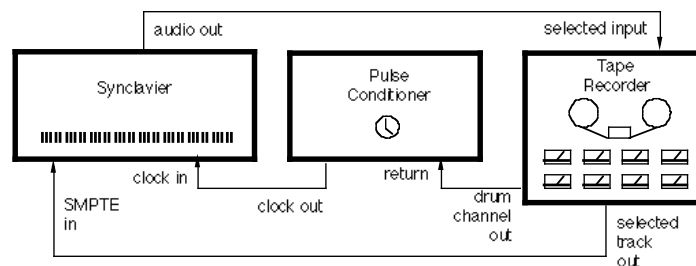 audio out
selected input
Synclavier
Pulse
Conditioner
Tape
Recorder
clock in
return
SMPTE
in
clock out
drum
channel
out
selected
track
out